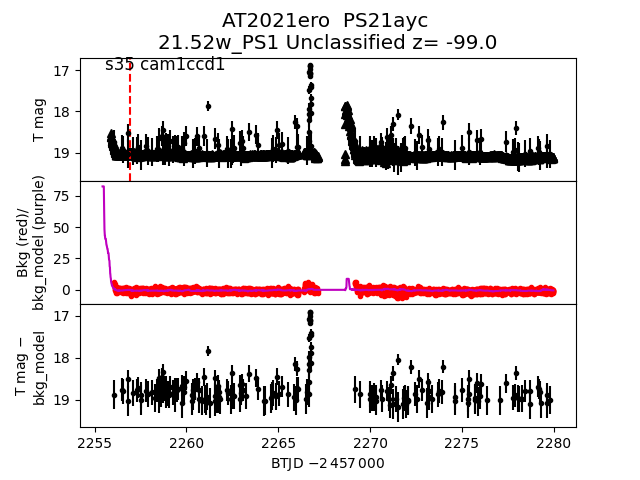 AT2021ero  PS21ayc
21.52w_PS1 Unclassified z= -99.0
s35 cam1ccd1
T mag
17
18
19
Bkg (red)/
bkg_model (purple)
75
50
25
0
T mag −
bkg_model
17
18
19
2255 2260 2265 2270 2275 2280
BTJD −2 457 000